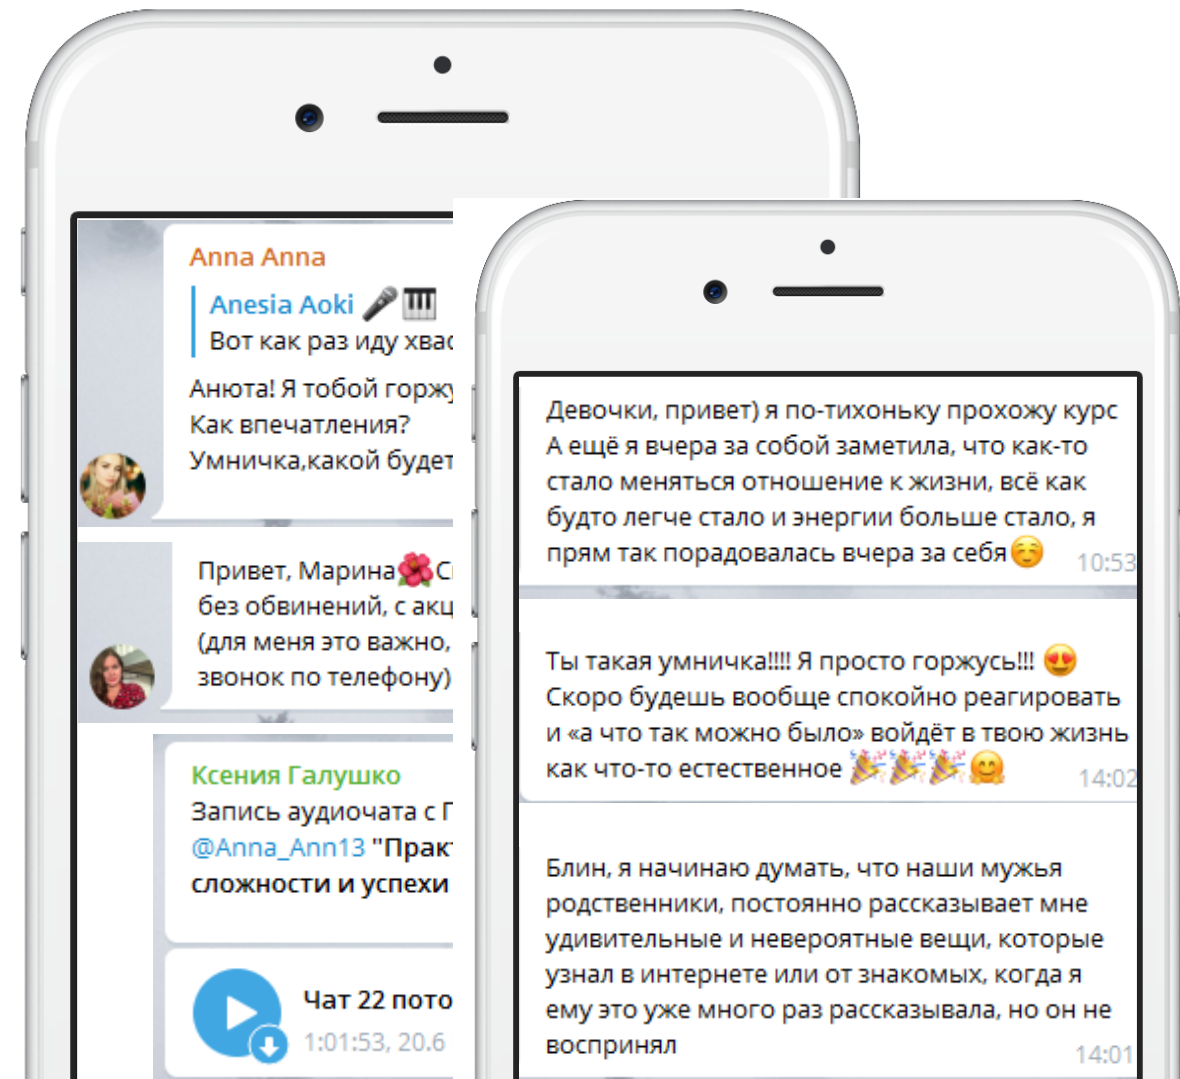 Anna Anna
Anesia Aoki
Вот как раз иду
Анюта! Я тобой
Как впечатления?
Умничка,какой будет
Привет, Марина
без обвинений, с
(для меня это важно,
звонок по телефону)
Ксения Галушко
Запись аудиочата с
@Anna_Ann13
сложности и успехи
Чат 22
1:01:53, 20.6
Девочки, привет) я по-тихоньку прохожу курс
А ещё я вчера за собой заметила, что как-то
стало меняться отношение к жизни, всё как
будто легче стало и энергии больше стало, я
прям так порадовалась вчера за себя☺️
10:53
Ты такая умничка!!!! Я просто горжусь!!! 😍
Скоро будешь вообще спокойно реагировать
и «а что так можно было» войдёт в твою жизнь
как что-то естественное 🎉🎉🎉🤗
14:02
Блин, я начинаю думать, что наши мужья
родственники, постоянно рассказывает мне
удивительные и невероятные вещи, которые
узнал в интернете или от знакомых, когда я
ему это уже много раз рассказывала, но он не
воспринял
14:01